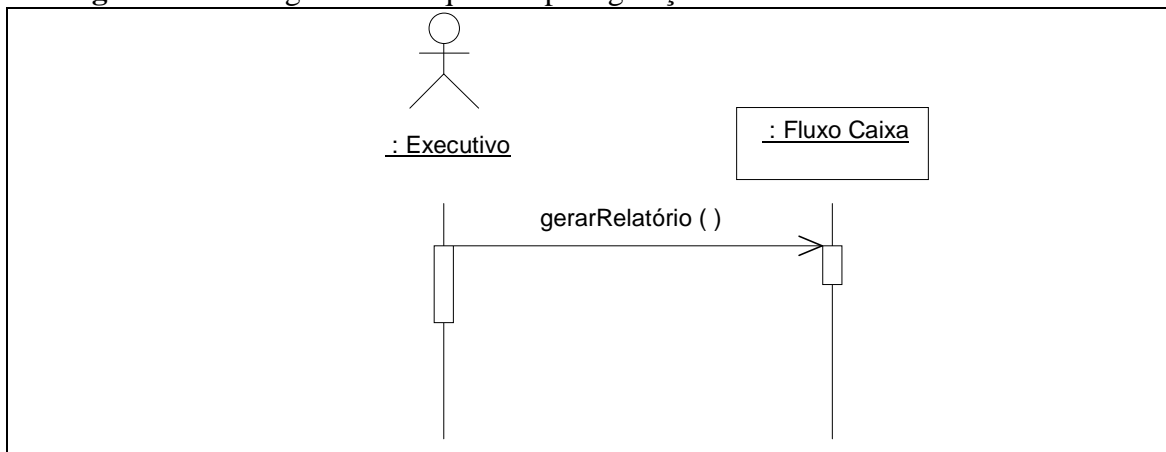 : Fluxo Caixa
: Executivo
gerarRelatório ( )